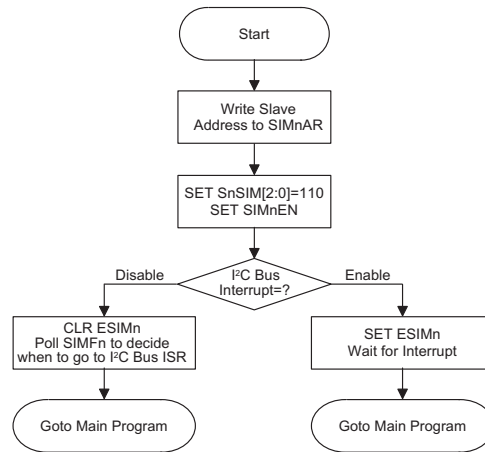 Start
Write Slave
Address to SIMnAR
SET SnSIM[2:0]=110
SET SIMnEN
I²C Bus
Interrupt=?
Disable
Enable
CLR ESIMn
Poll SIMFn to decide
when to go to I²C Bus ISR
SET ESIMn
Wait for Interrupt
Goto Main Program
Goto Main Program